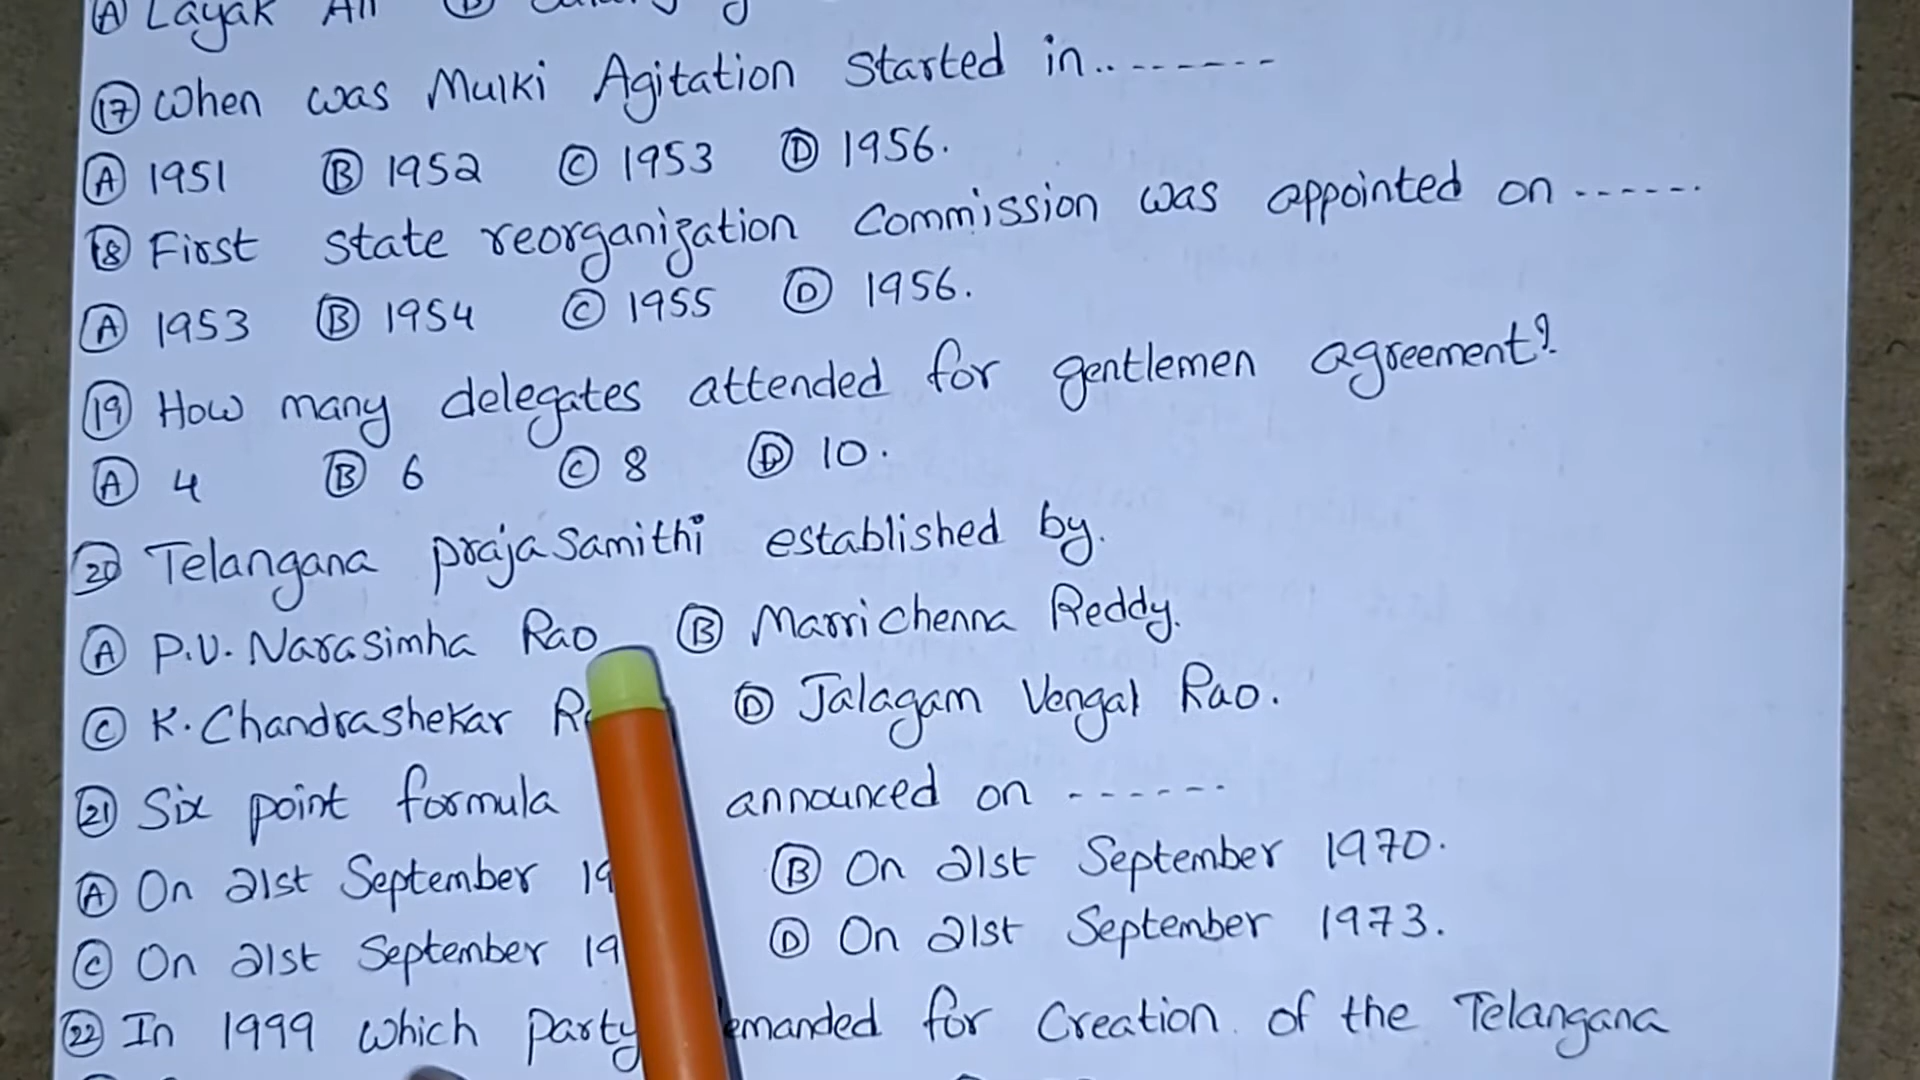 Ⓐ Layak Ali Ⓑ
⑰ When was Mulki Agitation Started in..-------
Ⓐ 1951 Ⓑ 1952 Ⓒ 1953 Ⓓ 1956.
⑱ First state reorganization Commission was appointed on ------
Ⓐ 1953 Ⓑ 1954 Ⓒ 1955 Ⓓ 1956.
⑲ How many delegates attended for gentlemen agreement?
Ⓐ 4 Ⓑ 6 Ⓒ 8 Ⓓ 10.
⑳ Telangana prajasamithi established by.
Ⓐ P.V. Narasimha Rao Ⓑ Marri Chenna Reddy.
Ⓒ K. Chandrashekar Ⓓ Jalagam Vengal Rao.
㉑ Six point formula announced on ------
Ⓐ On 21st September Ⓑ On 21st September 1970.
Ⓒ On 21st September Ⓓ On 21st September 1973.
㉒ In 1999 which party emanded for Creation of the Telangana